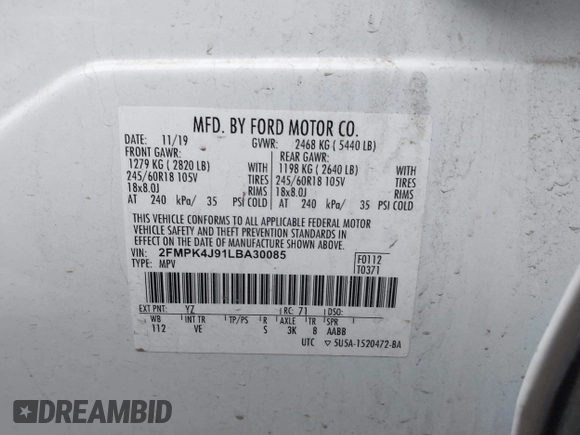 MFD. BY FORD MOTOR CO.
DATE: 11/19 GVWR: 2468 KG ( 5440 LB)
FRONT GAWR: REAR GAWR:
1279 KG ( 2820 LB) WITH 1198 KG ( 2640 LB) WITH
245/60R18 105V TIRES 245/60R18 105V TIRES
18x8.0J RIMS 18x8.0J RIMS
AT 240 kPa/ 35 PSI COLD AT 240 kPa/ 35 PSI COLD
THIS VEHICLE CONFORMS TO ALL APPLICABLE FEDERAL MOTOR
VEHICLE SAFETY AND THEFT PREVENTION STANDARDS IN
EFFECT ON THE DATE OF MANUFACTURE SHOWN ABOVE.
VIN: 2FMPK4J91LBA30085 F0112
TYPE: MPV T0371
EXT PNT: YZ RC: 71 DSO:
WB INT TR TP/PS R AXLE TR SPR
112 VE S 3K 8 AABB
UTC ▽ 5U5A-1520472-BA
DREAMBID